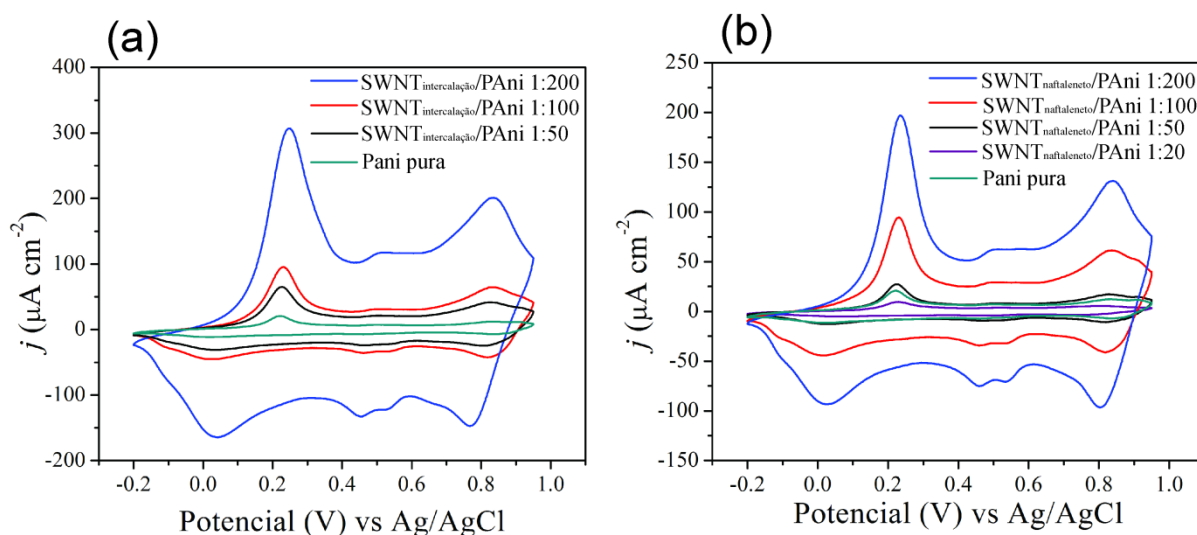 (a)
400
300
200
100
0
-100
-200
j (μA cm⁻²)
SWNTintercalação/PAni 1:200
SWNTintercalação/PAni 1:100
SWNTintercalação/PAni 1:50
Pani pura
-0.2 0.0 0.2 0.4 0.6 0.8 1.0
Potencial (V) vs Ag/AgCl
(b)
250
200
150
100
50
0
-50
-100
-150
j (μA cm⁻²)
SWNTnaftaleneto/PAni 1:200
SWNTnaftaleneto/PAni 1:100
SWNTnaftaleneto/PAni 1:50
SWNTnaftaleneto/PAni 1:20
Pani pura
-0.2 0.0 0.2 0.4 0.6 0.8 1.0
Potencial (V) vs Ag/AgCl